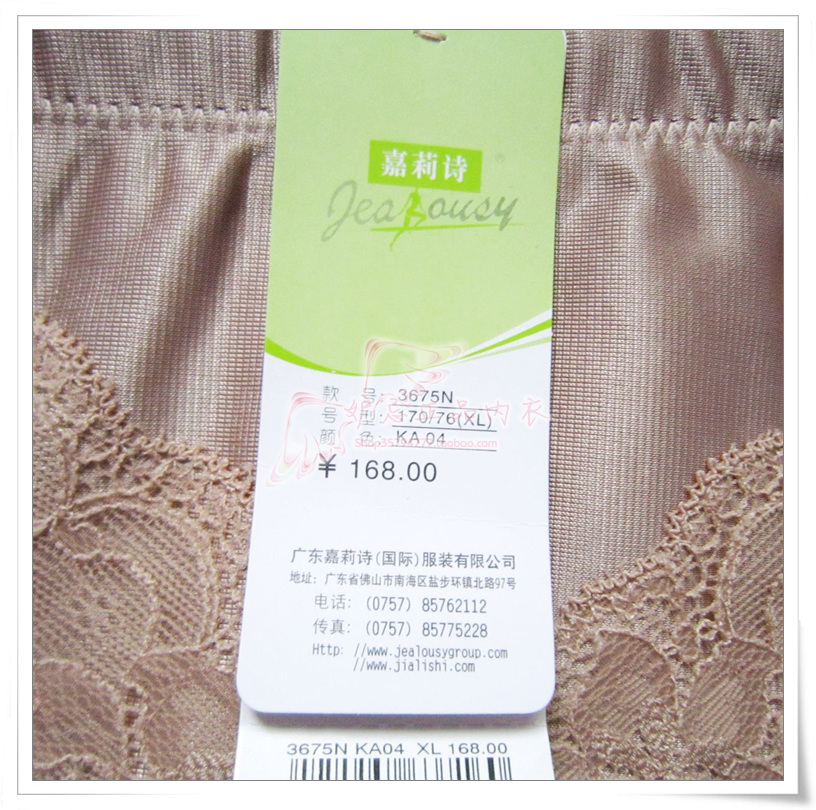 嘉莉诗
®
Jealousy
款 号: 3675N
号 型: 170/76(XL)
颜 色: KA 04
¥ 168.00
广东嘉莉诗(国际)服装有限公司
地址: 广东省佛山市南海区盐步环镇北路97号
电话: (0757) 85762112
传真: (0757) 85775228
Http: //www.jealousygroup.com
//www.jialishi.com
3675N KA04 XL 168.00